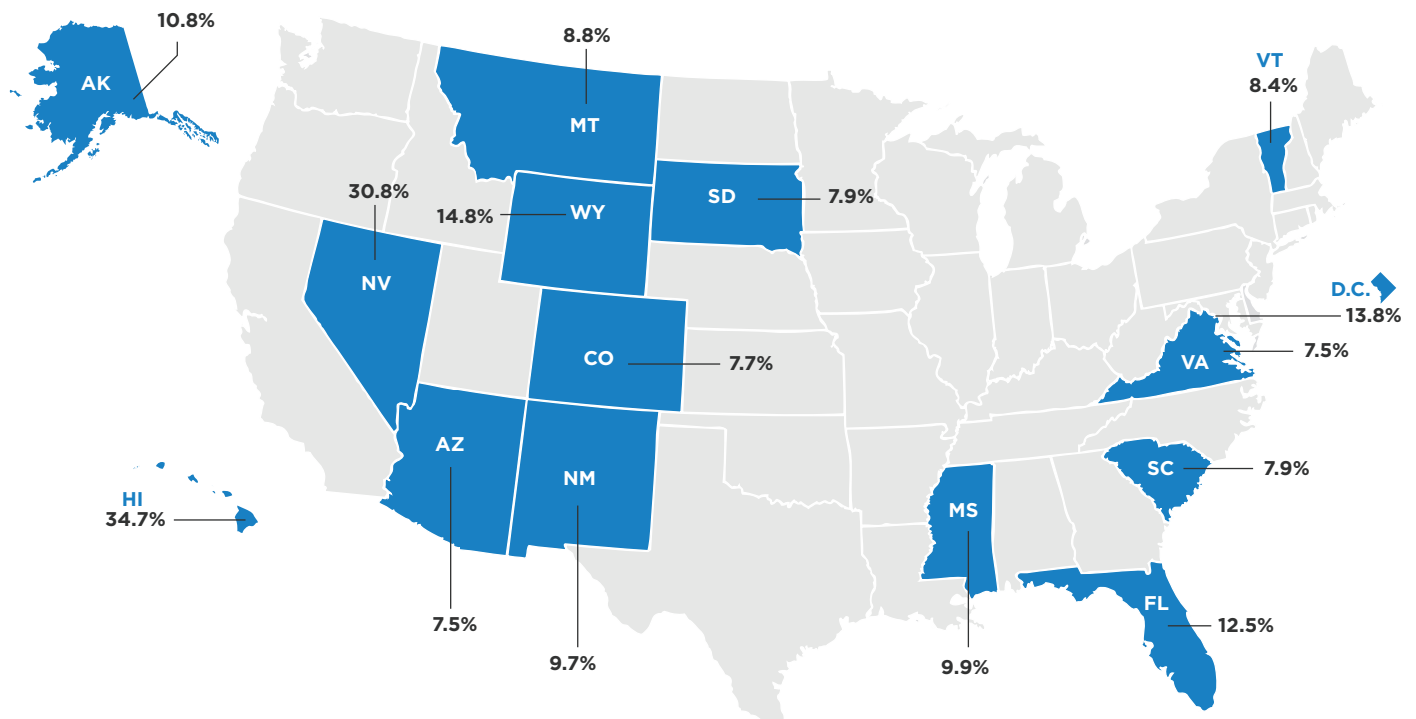 10.8%
AK
8.8%
MT
VT
8.4%
30.8%
14.8%
WY
SD
7.9%
NV
D.C.
13.8%
CO
7.7%
VA
7.5%
AZ
NM
SC
7.9%
HI
34.7%
MS
FL
7.5%
12.5%
9.7%
9.9%